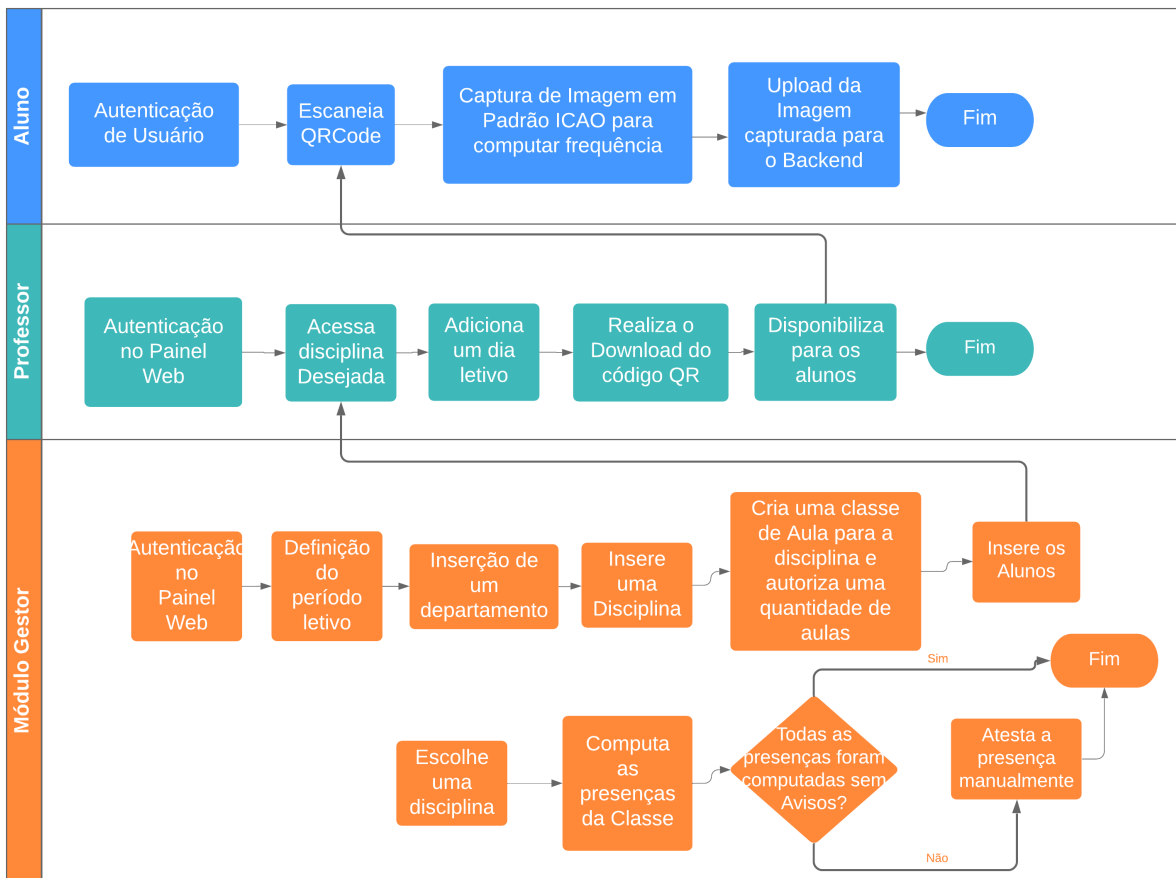 Aluno
Autenticação
de Usuário
Escaneia
QRCode
Captura de Imagem em
Padrão ICAO para
computar frequência
Upload da
Imagem
capturada para
o Backend
Fim
Professor
Autenticação
no Painel
Web
Acessa
disciplina
Desejada
Adiciona
um dia
letivo
Realiza o
Download do
código QR
Disponibiliza
para os
alunos
Fim
Módulo Gestor
Autenticação
no
Painel
Web
Definição
do
período
letivo
Inserção de
um
departamento
Insere
uma
Disciplina
Cria uma classe
de Aula para a
disciplina e
autoriza uma
quantidade de
aulas
Insere os
Alunos
Escolhe
uma
disciplina
Computa
as
presenças
da Classe
Todas as
presenças foram
computadas sem
Avisos?
Sim
Não
Atesta a
presença
manualmente
Fim